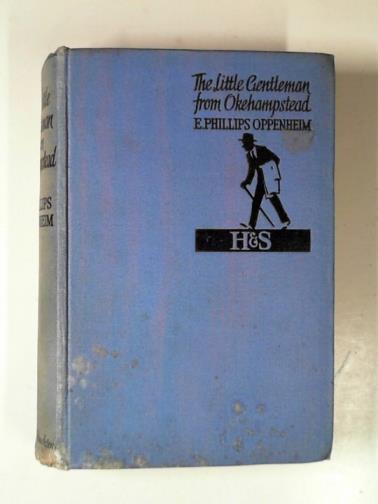 The Little Gentleman
from Okehampstead
E. PHILLIPS OPPENHEIM
H&S